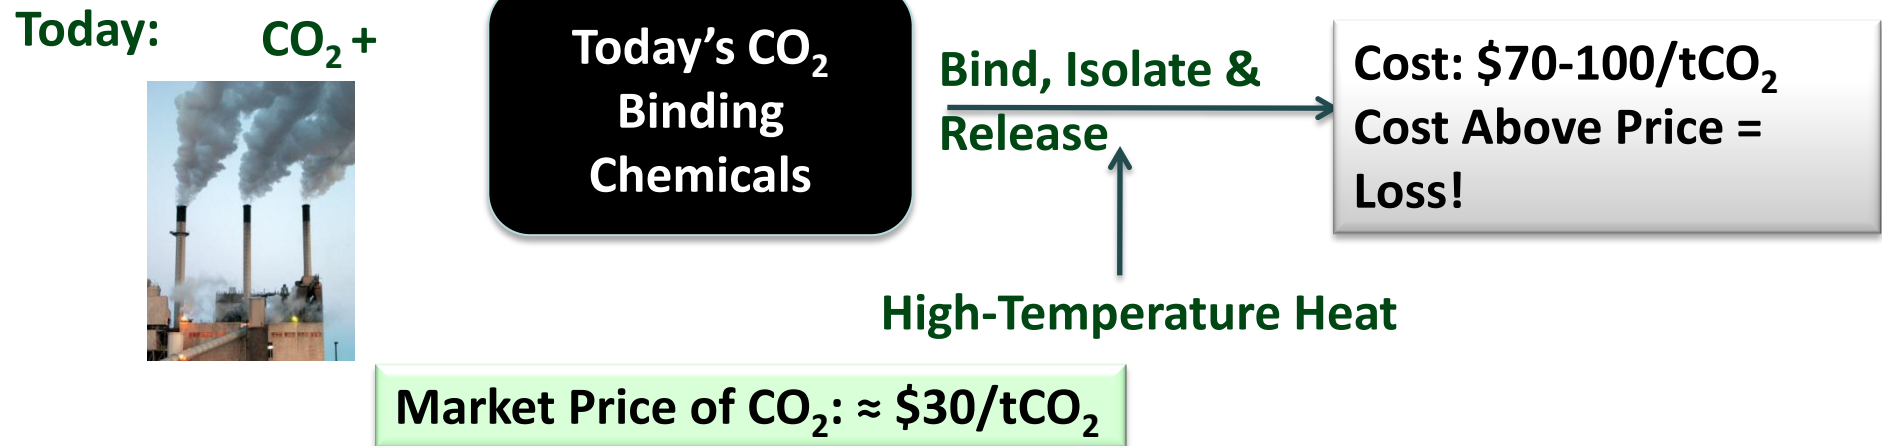 Today:
CO₂ +
Today’s CO₂
Binding
Chemicals
Bind, Isolate &
Release
High-Temperature Heat
Cost: $70-100/tCO₂
Cost Above Price =
Loss!
Market Price of CO₂: ≈ $30/tCO₂